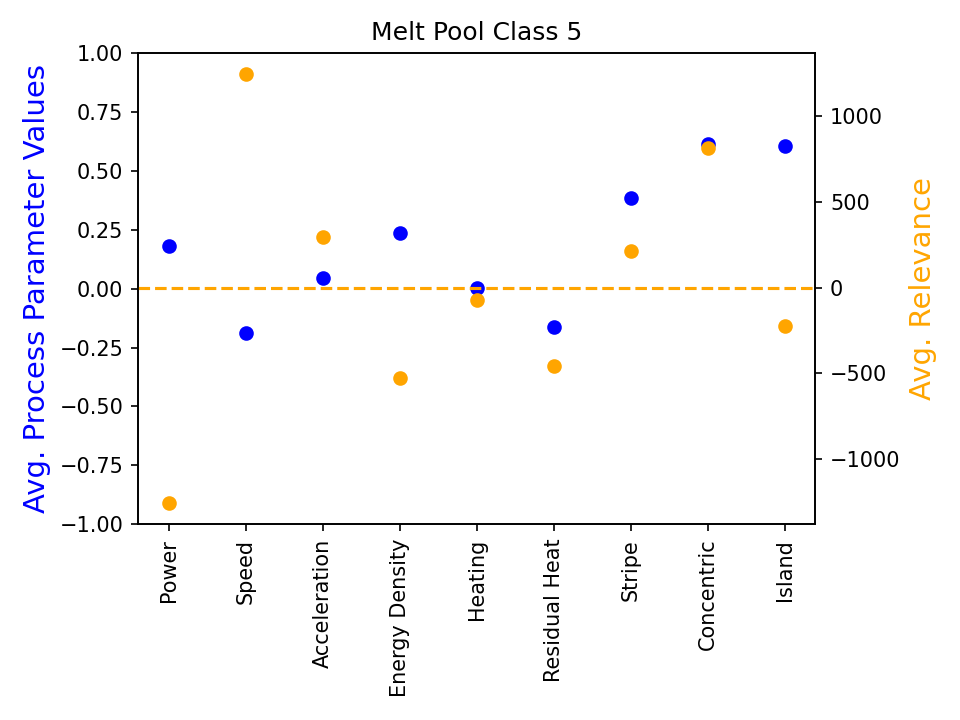 Melt Pool Class 5
Avg. Process Parameter Values
1.00
0.75
0.50
0.25
0.00
−0.25
−0.50
−0.75
−1.00
1000
500
0
−500
−1000
Avg. Relevance
Power
Speed
Acceleration
Energy Density
Heating
Residual Heat
Stripe
Concentric
Island